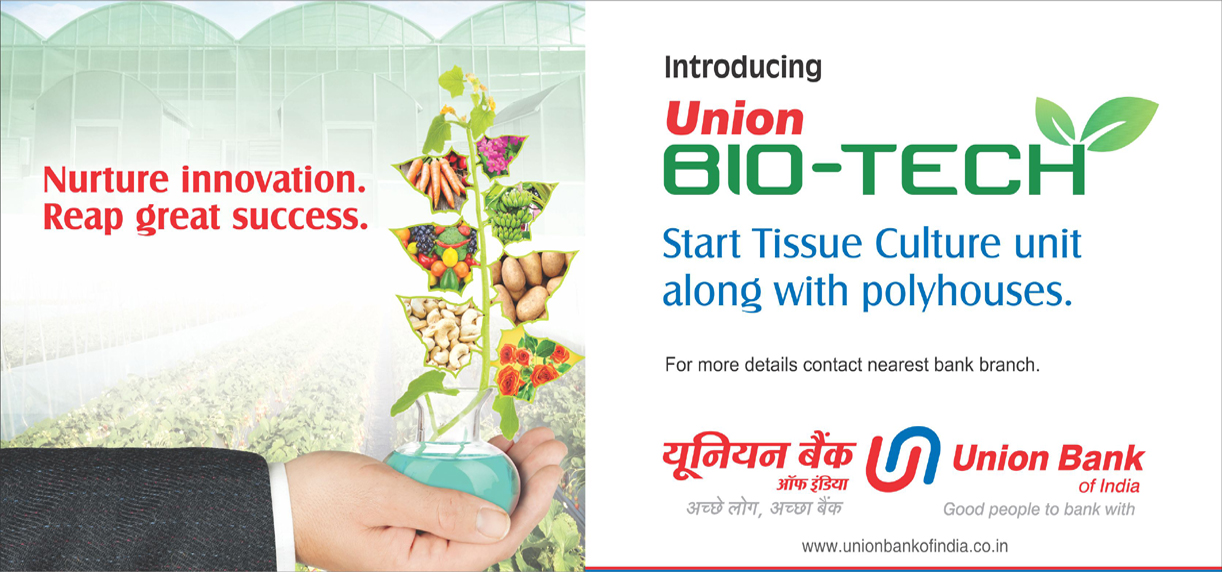 Nurture innovation.
Reap great success.
Introducing
Union
BIO-TECH
Start Tissue Culture unit
along with polyhouses.
For more details contact nearest bank branch.
यूनियन बैंक
ऑफ इंडिया
अच्छे लोग, अच्छा बैंक
Union Bank
of India
Good people to bank with
www.unionbankofindia.co.in